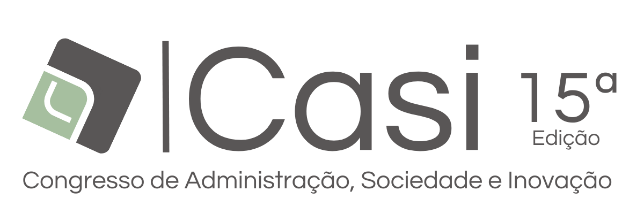 Casi 15ª
Edição
Congresso de Administração, Sociedade e Inovação